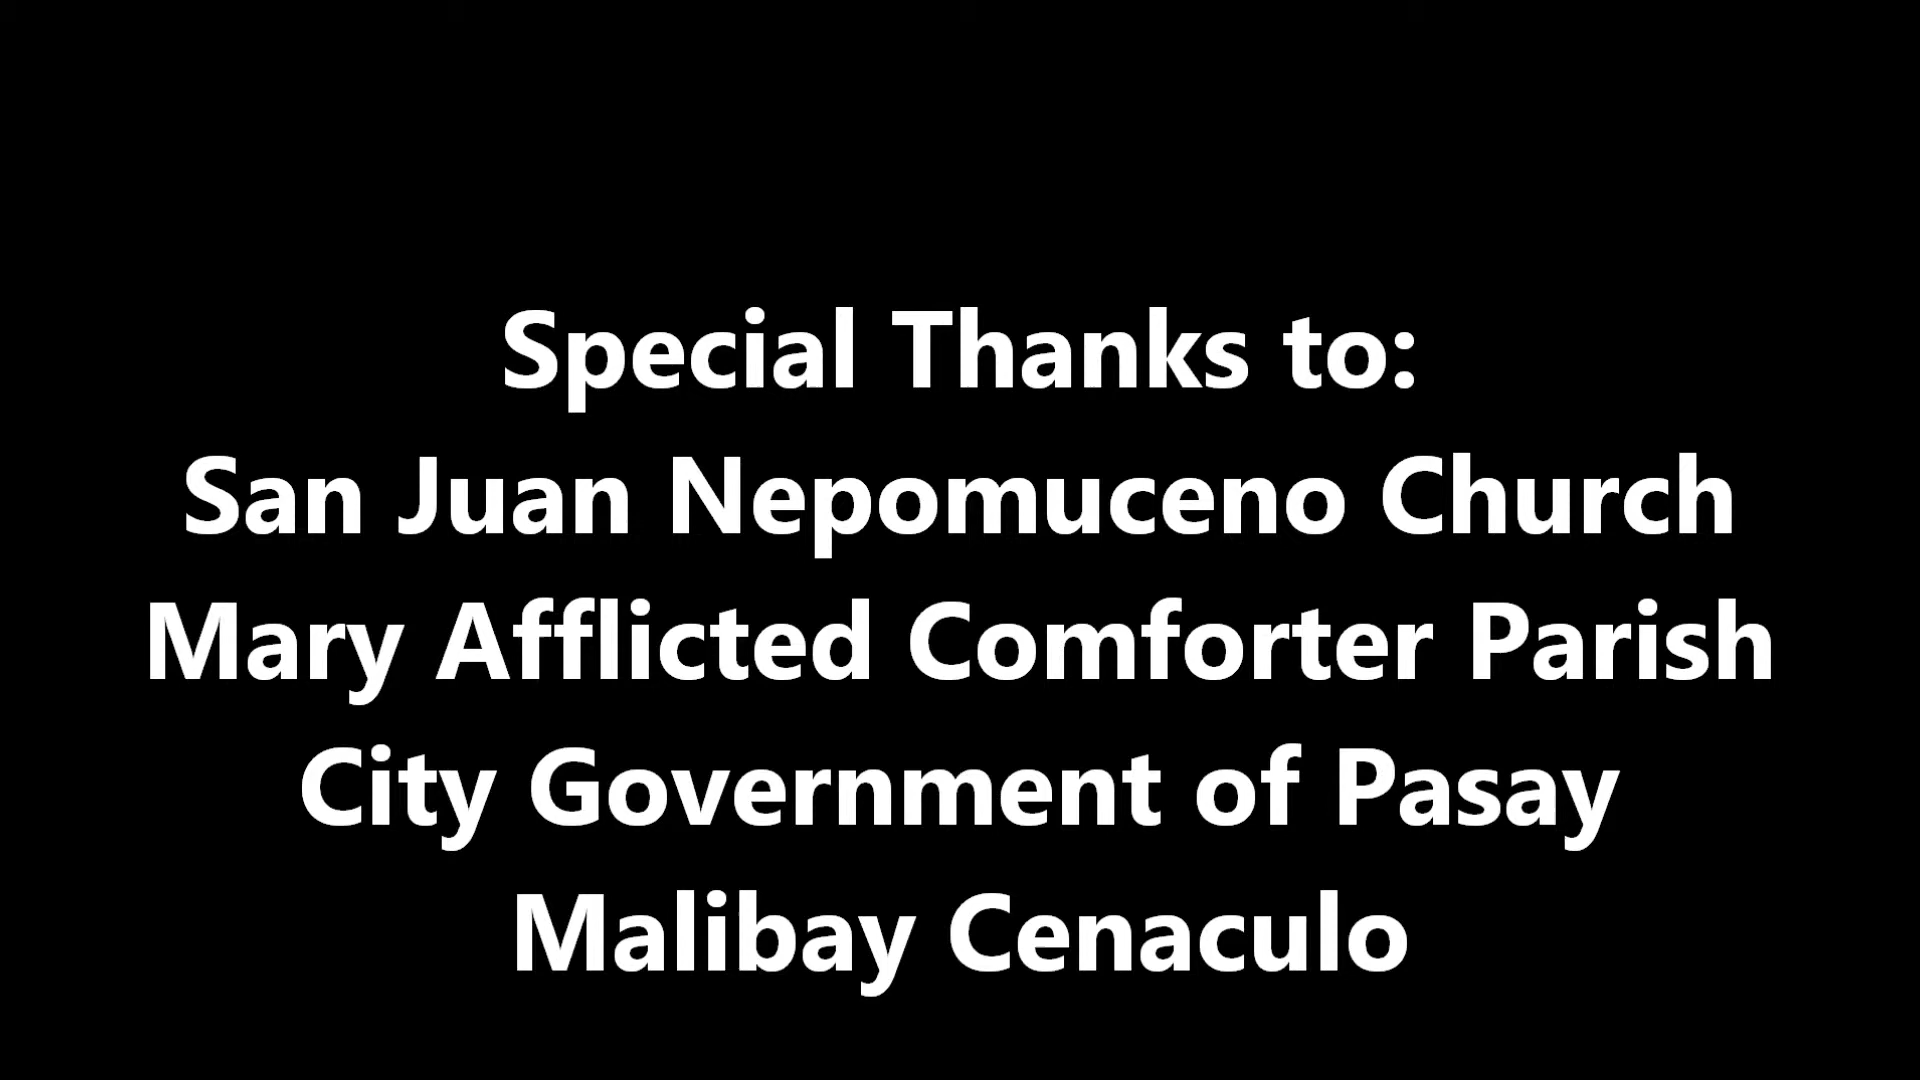 Special Thanks to:
San Juan Nepomuceno Church
Mary Afflicted Comforter Parish
City Government of Pasay
Malibay Cenaculo